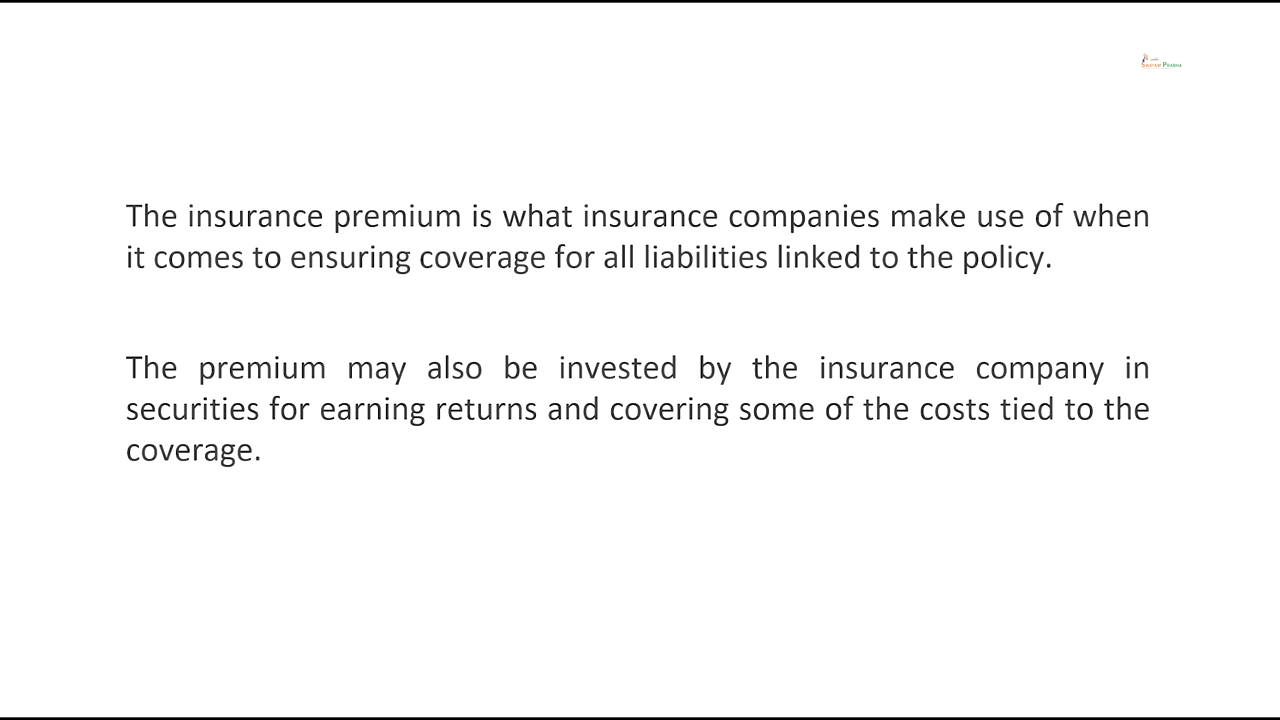 Swayam Prabha
The insurance premium is what insurance companies make use of when
it comes to ensuring coverage for all liabilities linked to the policy.
The premium may also be invested by the insurance company in
securities for earning returns and covering some of the costs tied to the
coverage.